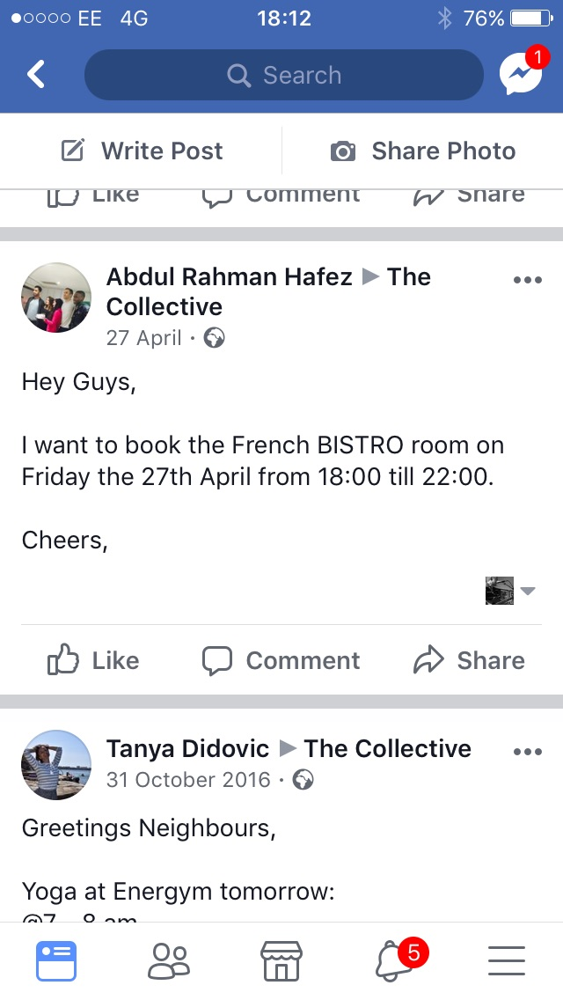 EE 4G 18:12 76%
Search
1
Write Post Share Photo
Like Comment Share
Abdul Rahman Hafez ▶ The
Collective
27 April ·
Hey Guys,
I want to book the French BISTRO room on
Friday the 27th April from 18:00 till 22:00.
Cheers,
Like Comment Share
Tanya Didovic ▶ The Collective
31 October 2016 ·
Greetings Neighbours,
Yoga at Energym tomorrow:
@7 - 8 am
5